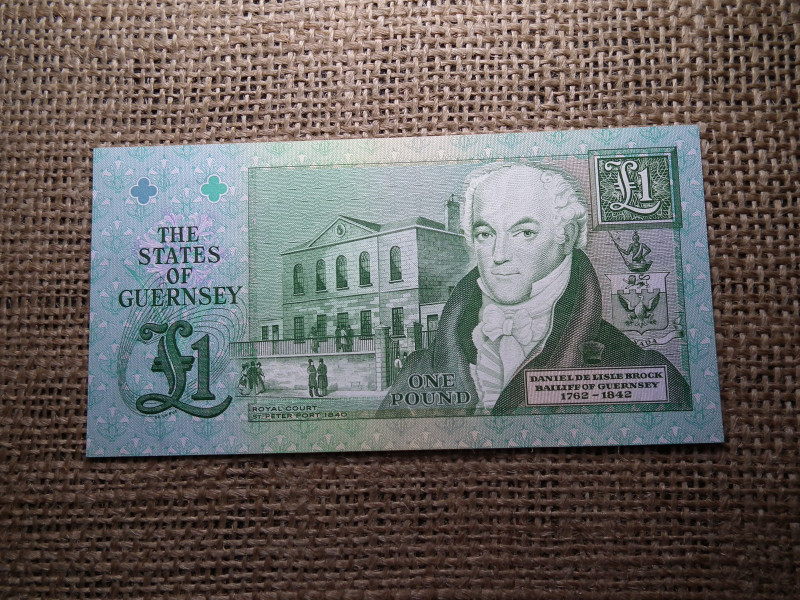 THE
STATES
OF
GUERNSEY
£1
£1
ROYAL COURT
ST. PETER PORT 1840
ONE
POUND
DANIEL DE LISLE BROCK
BAILIFF OF GUERNSEY
1762 – 1842